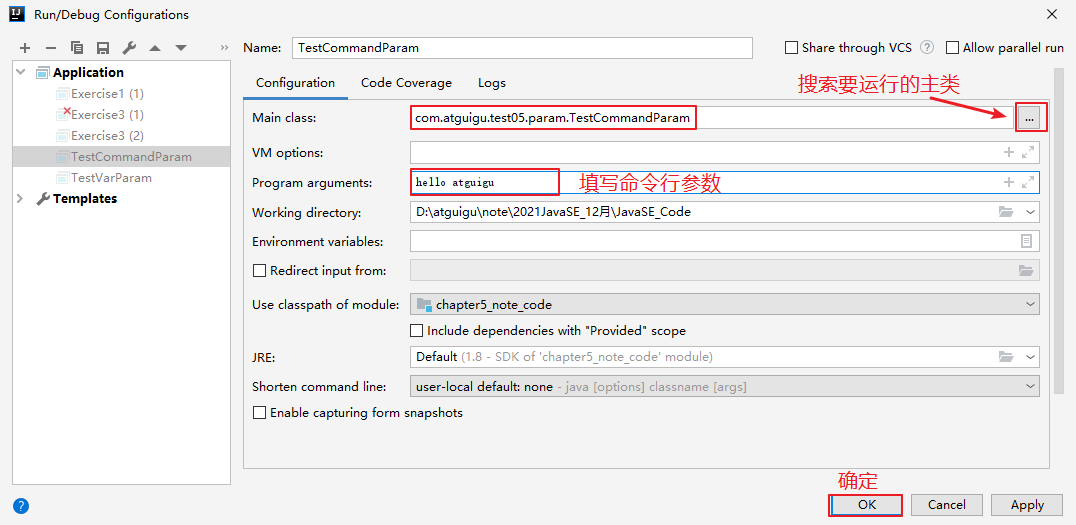 Run/Debug Configurations
Name: TestCommandParam
Share through VCS ?
Allow parallel run
Application
Exercise1 (1)
Exercise3 (1)
Exercise3 (2)
TestCommandParam
TestVarParam
Templates
Configuration Code Coverage Logs
搜索要运行的主类
Main class: com.atguigu.test05.param.TestCommandParam ...
VM options:
Program arguments: hello atguigu 填写命令行参数
Working directory: D:\atguigu\note\2021JavaSE_12月\JavaSE_Code
Environment variables:
Redirect input from:
Use classpath of module: chapter5_note_code
Include dependencies with "Provided" scope
JRE: Default (1.8 - SDK of 'chapter5_note_code' module)
Shorten command line: user-local default: none - java [options] classname [args]
Enable capturing form snapshots
确定
? OK Cancel Apply